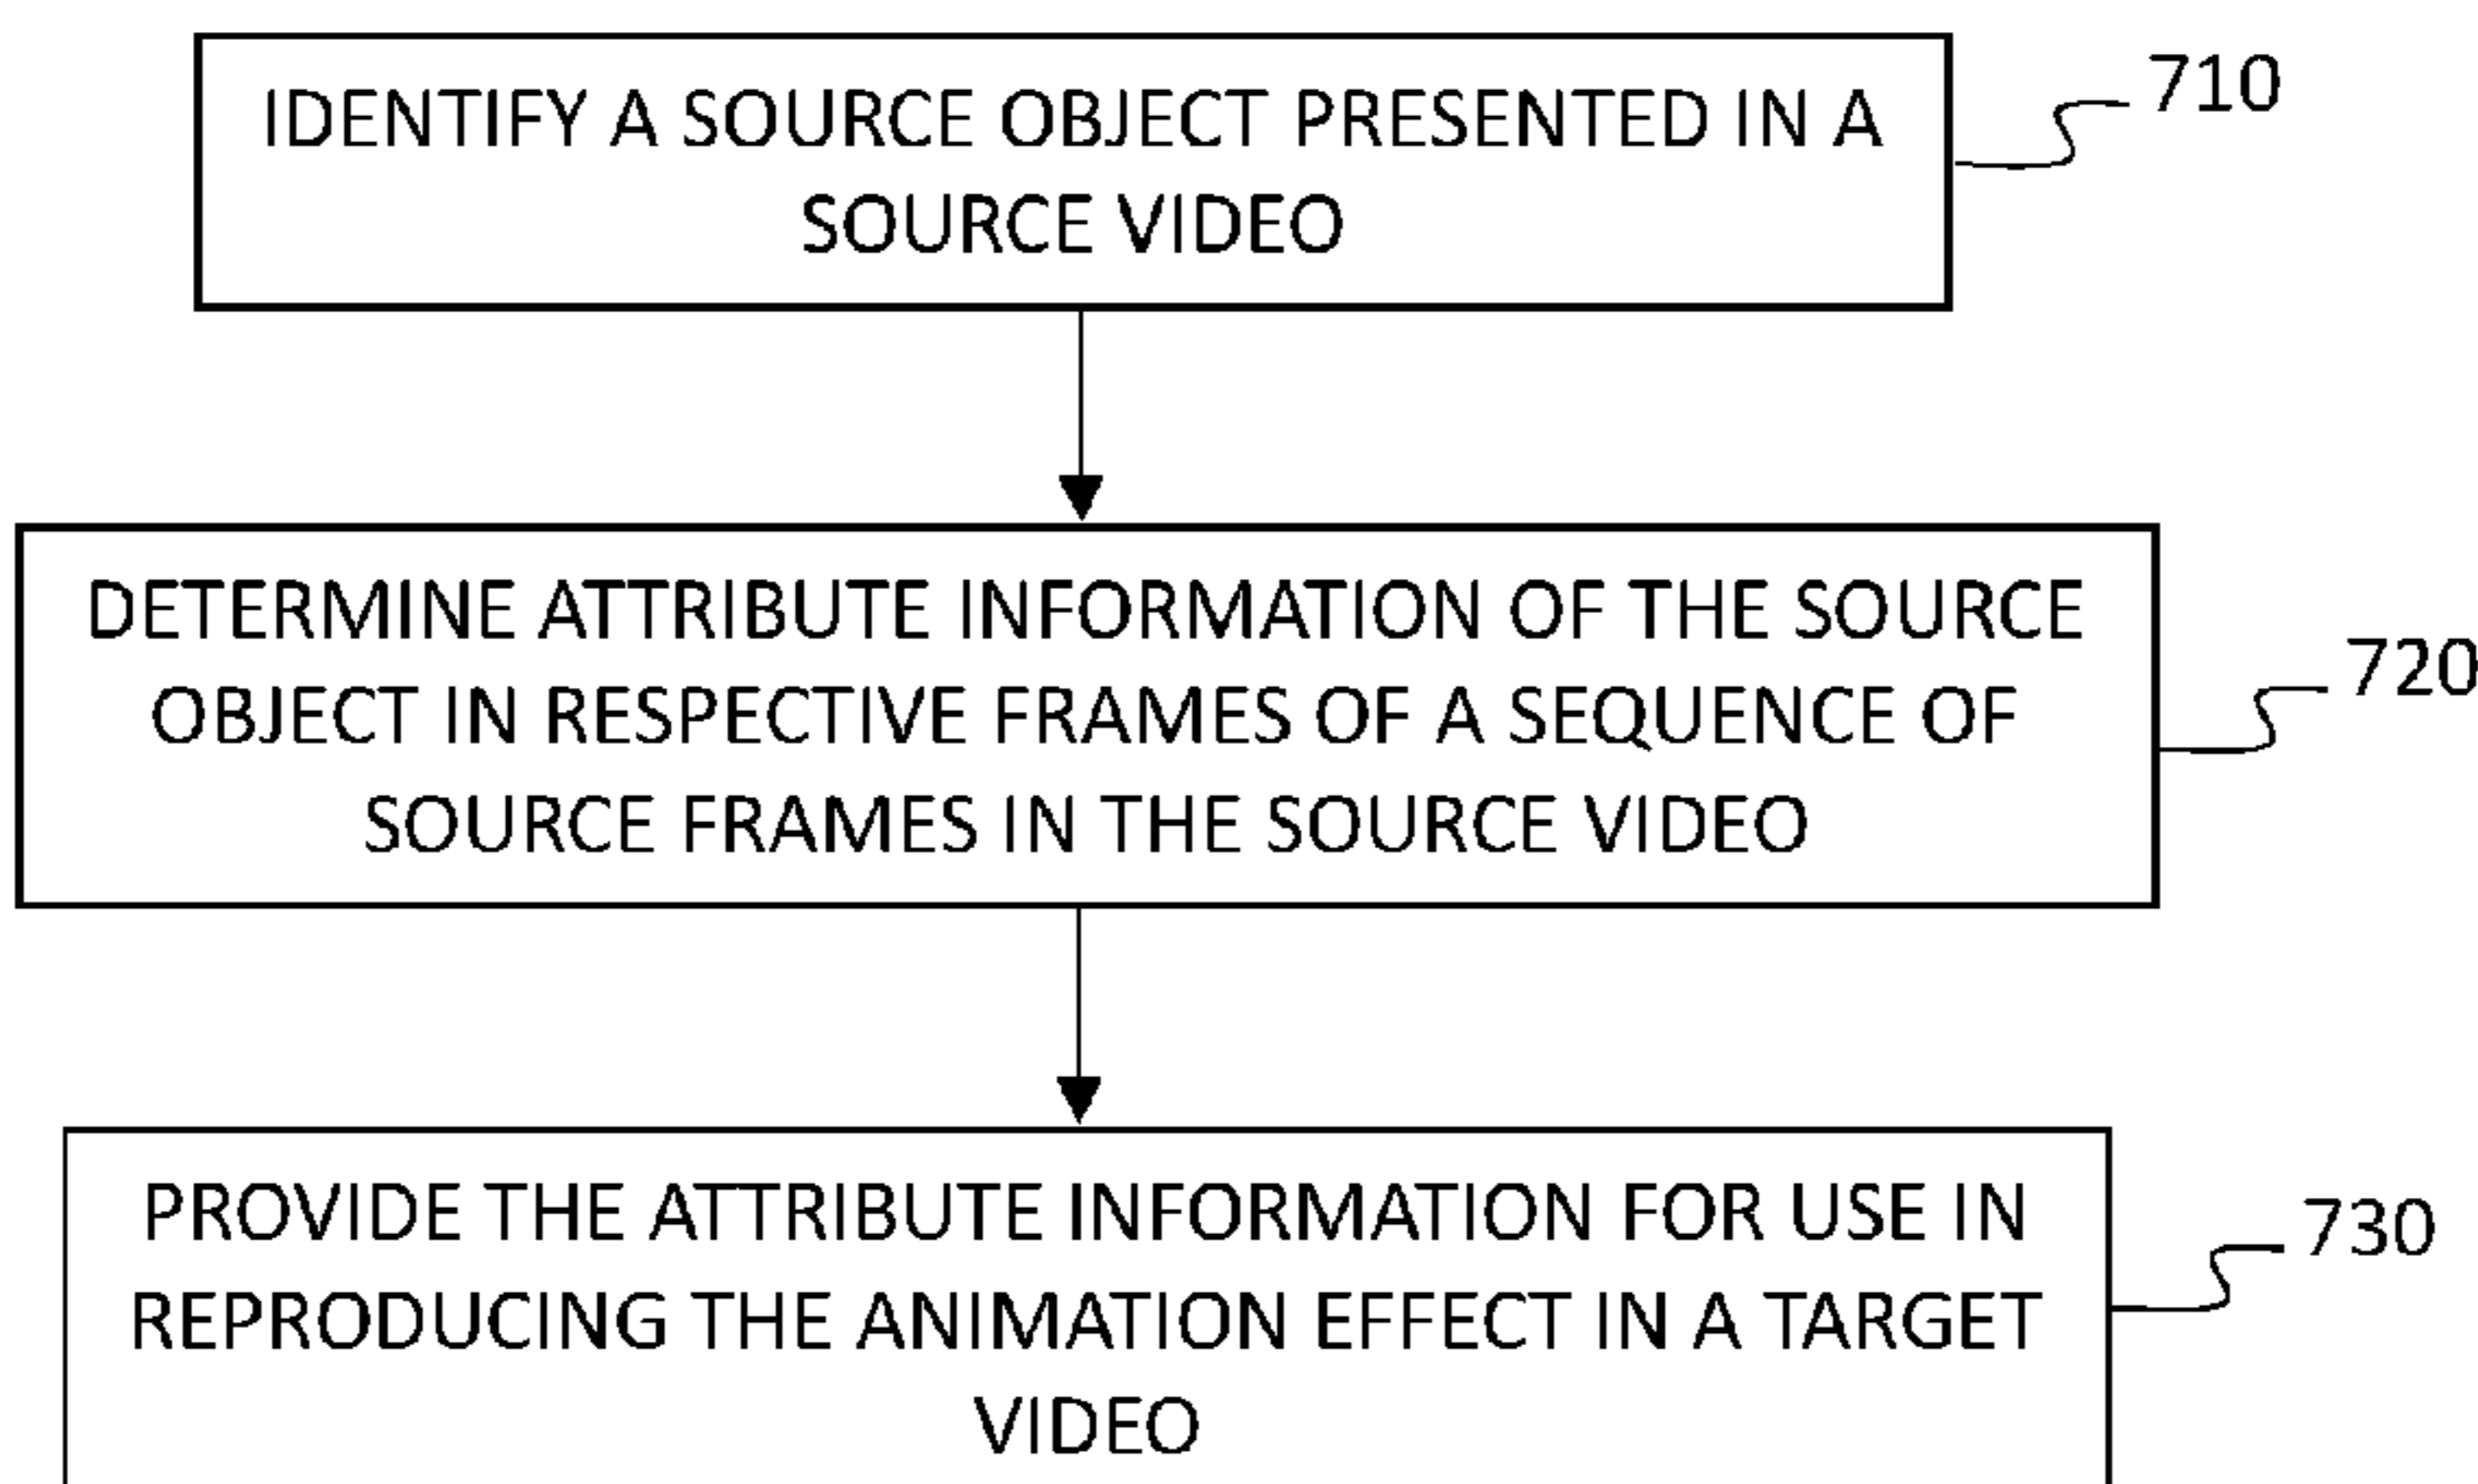 IDENTIFY A SOURCE OBJECT PRESENTED IN A
SOURCE VIDEO
710
DETERMINE ATTRIBUTE INFORMATION OF THE SOURCE
OBJECT IN RESPECTIVE FRAMES OF A SEQUENCE OF
SOURCE FRAMES IN THE SOURCE VIDEO
720
PROVIDE THE ATTRIBUTE INFORMATION FOR USE IN
REPRODUCING THE ANIMATION EFFECT IN A TARGET
VIDEO
730